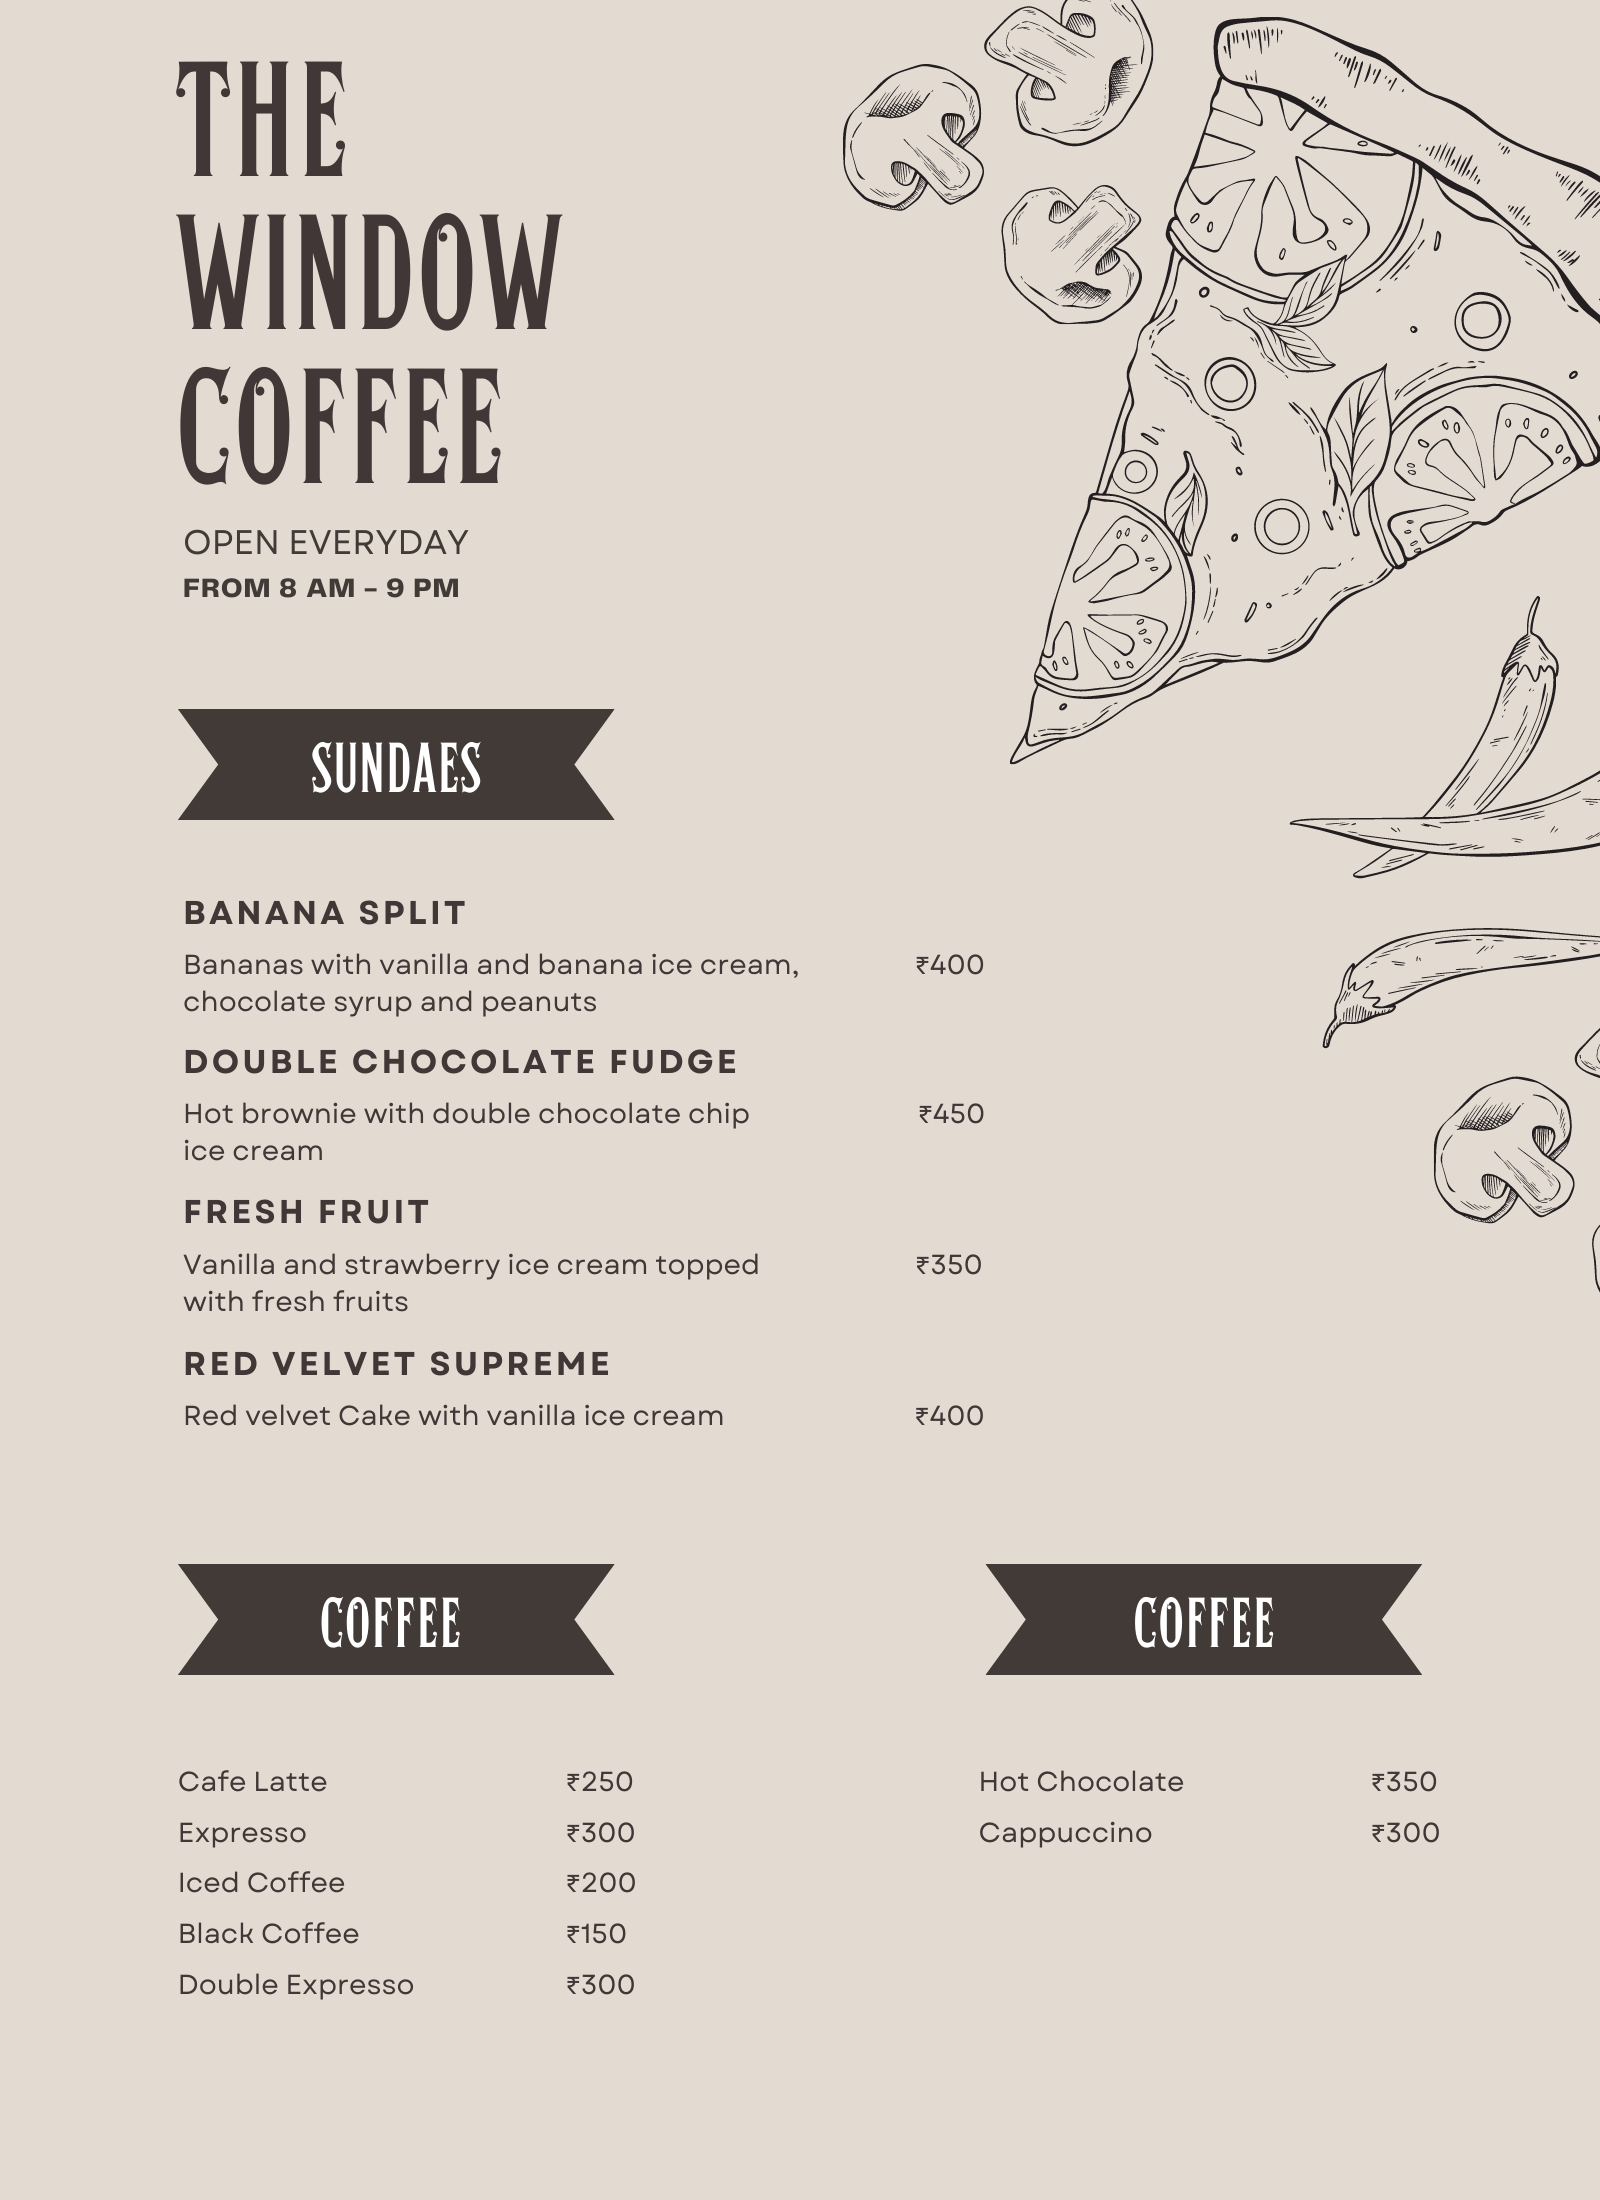 THE
WINDOW
COFFEE
OPEN EVERYDAY
FROM 8 AM – 9 PM
SUNDAES
BANANA SPLIT
Bananas with vanilla and banana ice cream, ₹400
chocolate syrup and peanuts
DOUBLE CHOCOLATE FUDGE
Hot brownie with double chocolate chip ₹450
ice cream
FRESH FRUIT
Vanilla and strawberry ice cream topped ₹350
with fresh fruits
RED VELVET SUPREME
Red velvet Cake with vanilla ice cream ₹400
COFFEE
Cafe Latte ₹250
Expresso ₹300
Iced Coffee ₹200
Black Coffee ₹150
Double Expresso ₹300
COFFEE
Hot Chocolate ₹350
Cappuccino ₹300